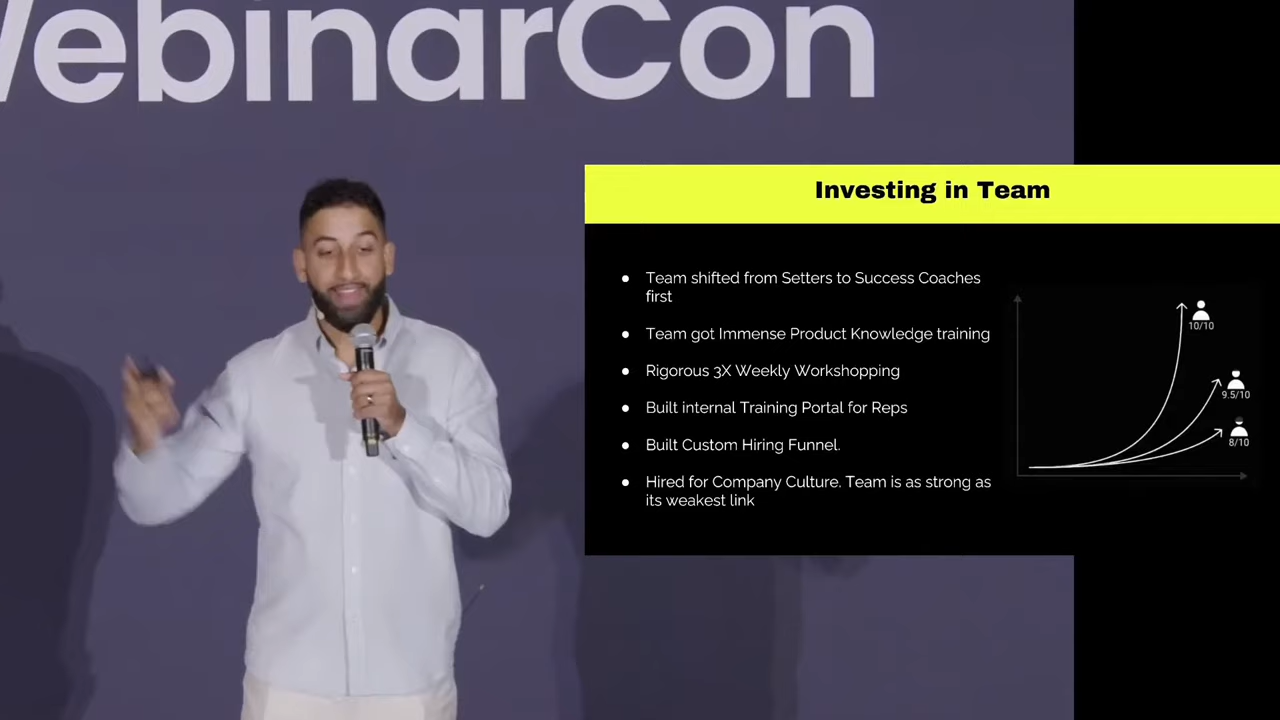 WebinarCon
Investing in Team
● Team shifted from Setters to Success Coaches
first
● Team got Immense Product Knowledge training
● Rigorous 3X Weekly Workshopping
● Built internal Training Portal for Reps
● Built Custom Hiring Funnel.
● Hired for Company Culture. Team is as strong as
its weakest link
10/10
9.5/10
8/10